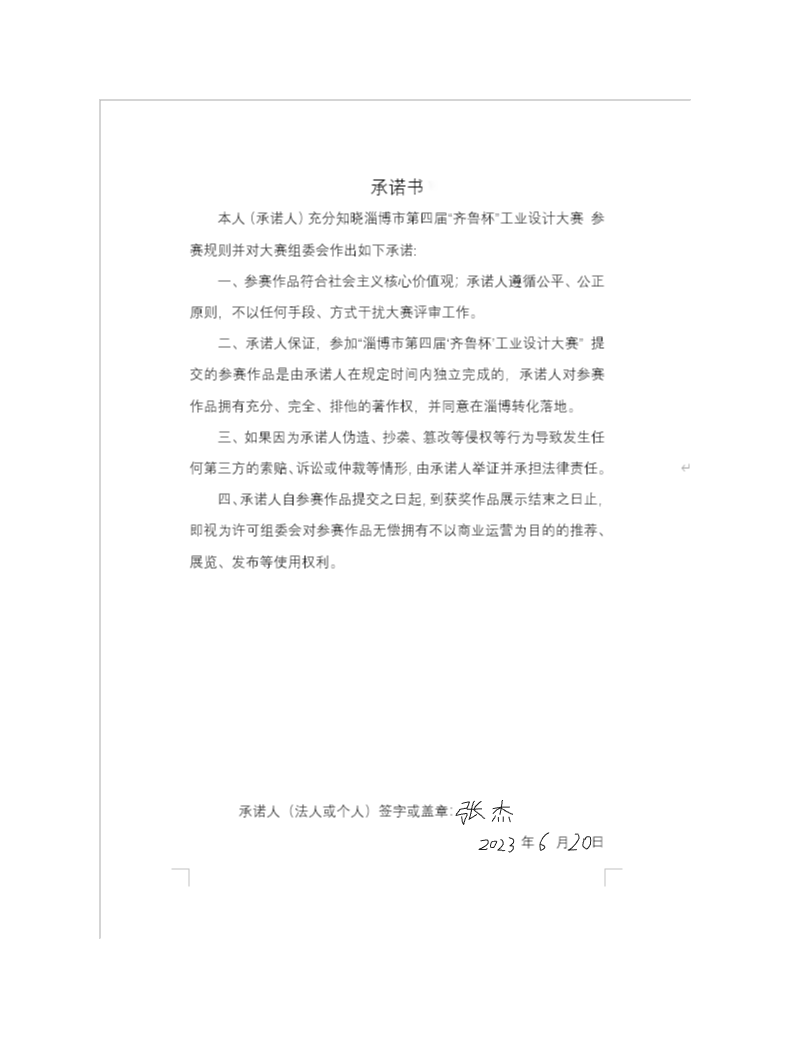 承诺书
本人（承诺人）充分知晓淄博市第四届“齐鲁杯”工业设计大赛 参
赛规则并对大赛组委会作出如下承诺:
一、参赛作品符合社会主义核心价值观；承诺人遵循公平、公正
原则，不以任何手段、方式干扰大赛评审工作。
二、承诺人保证，参加“淄博市第四届‘齐鲁杯’工业设计大赛” 提
交的参赛作品是由承诺人在规定时间内独立完成的，承诺人对参赛
作品拥有充分、完全、排他的著作权，并同意在淄博转化落地。
三、如果因为承诺人伪造、抄袭、篡改等侵权等行为导致发生任
何第三方的索赔、诉讼或仲裁等情形，由承诺人举证并承担法律责任。
四、承诺人自参赛作品提交之日起，到获奖作品展示结束之日止，
即视为许可组委会对参赛作品无偿拥有不以商业运营为目的的推荐、
展览、发布等使用权利。
承诺人（法人或个人）签字或盖章：张杰
2023 年 6 月 20 日